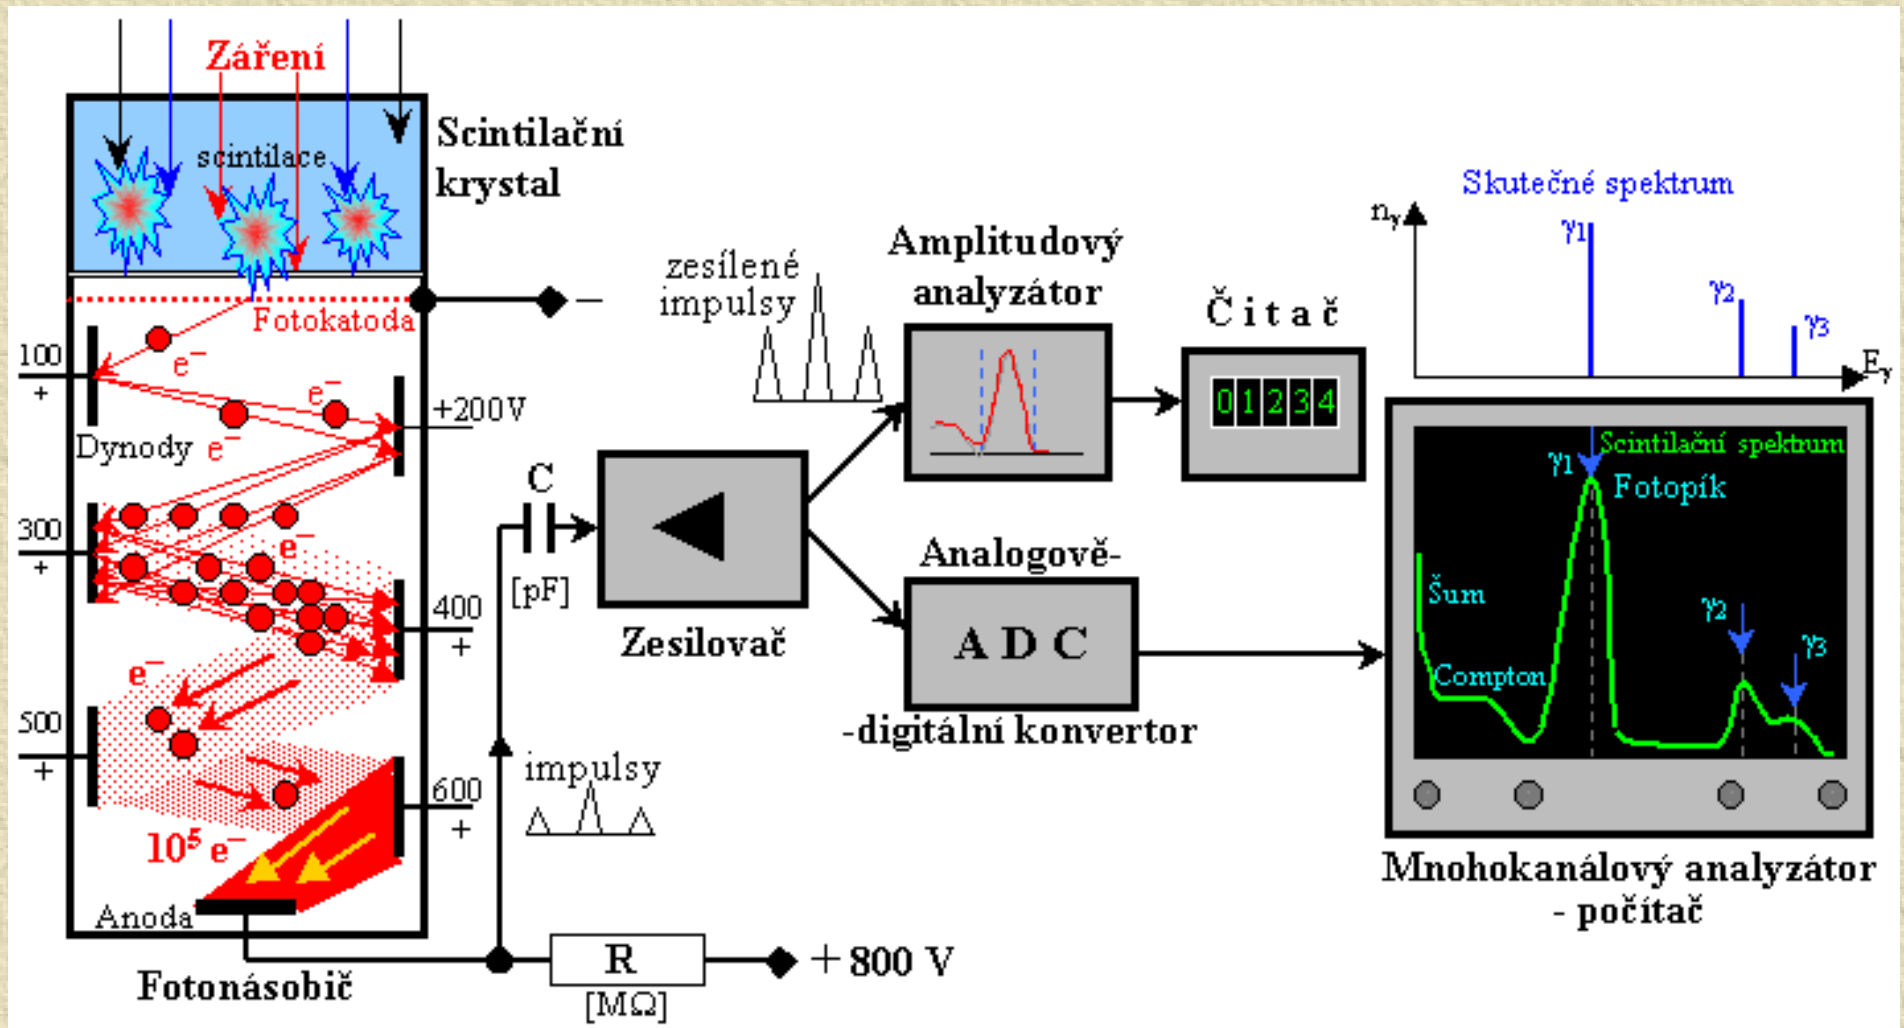 Záření
scintilace
Scintilační
krystal
Fotokatoda
−
100
+
e⁻
e⁻
+200V
Dynody
e⁻
300
+
e⁻
400
+
e⁻
500
+
600
+
10⁵ e⁻
Anoda
Fotonásobič
R
[MΩ]
+ 800 V
impulsy
C
[pF]
Zesilovač
zesílené
impulsy
Amplitudový
analyzátor
Čitač
01234
Analogově-
ADC
-digitální konvertor
Skutečné spektrum
nγ
γ1
γ2
γ3
Eγ
Scintilační spektrum
γ1
Fotopík
Šum
Compton
γ2
γ3
Mnohokanálový analyzátor
- počítač